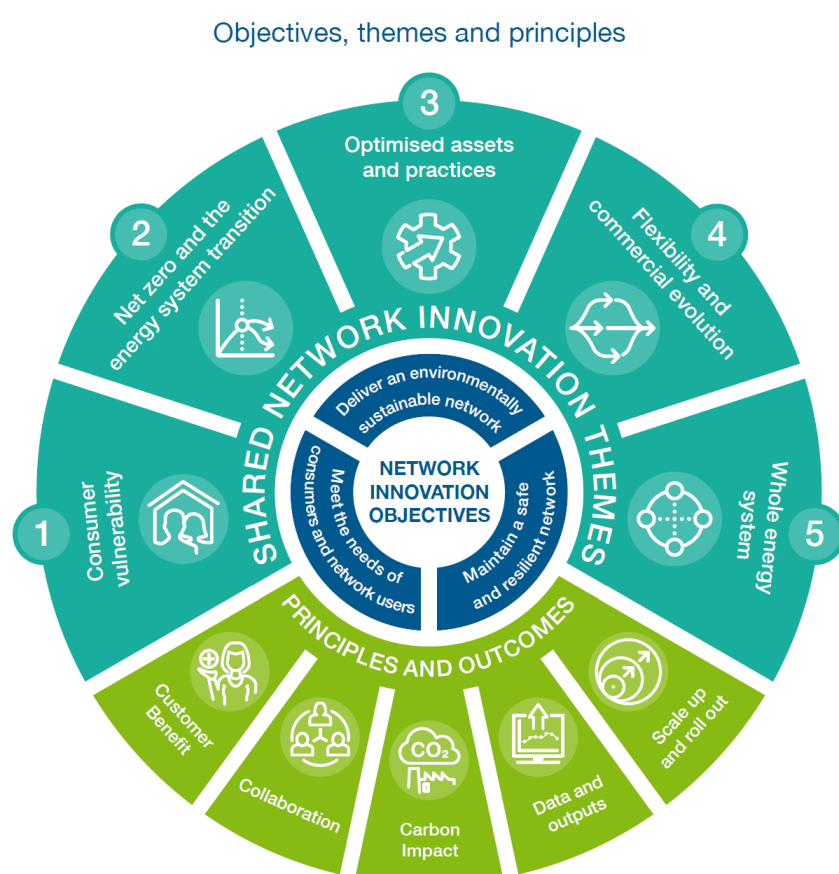 Objectives, themes and principles
1
Consumer
vulnerability
2
Net zero and the
energy system transition
3
Optimised assets
and practices
4
Flexibility and
commercial evolution
5
Whole energy
system
SHARED NETWORK INNOVATION THEMES
Deliver an environmentally
sustainable network
Meet the needs of
consumers and network users
Maintain a safe
and resilient network
NETWORK
INNOVATION
OBJECTIVES
PRINCIPLES AND OUTCOMES
Customer
Benefit
Collaboration
CO₂
Carbon
Impact
Data and
outputs
Scale up
and roll out